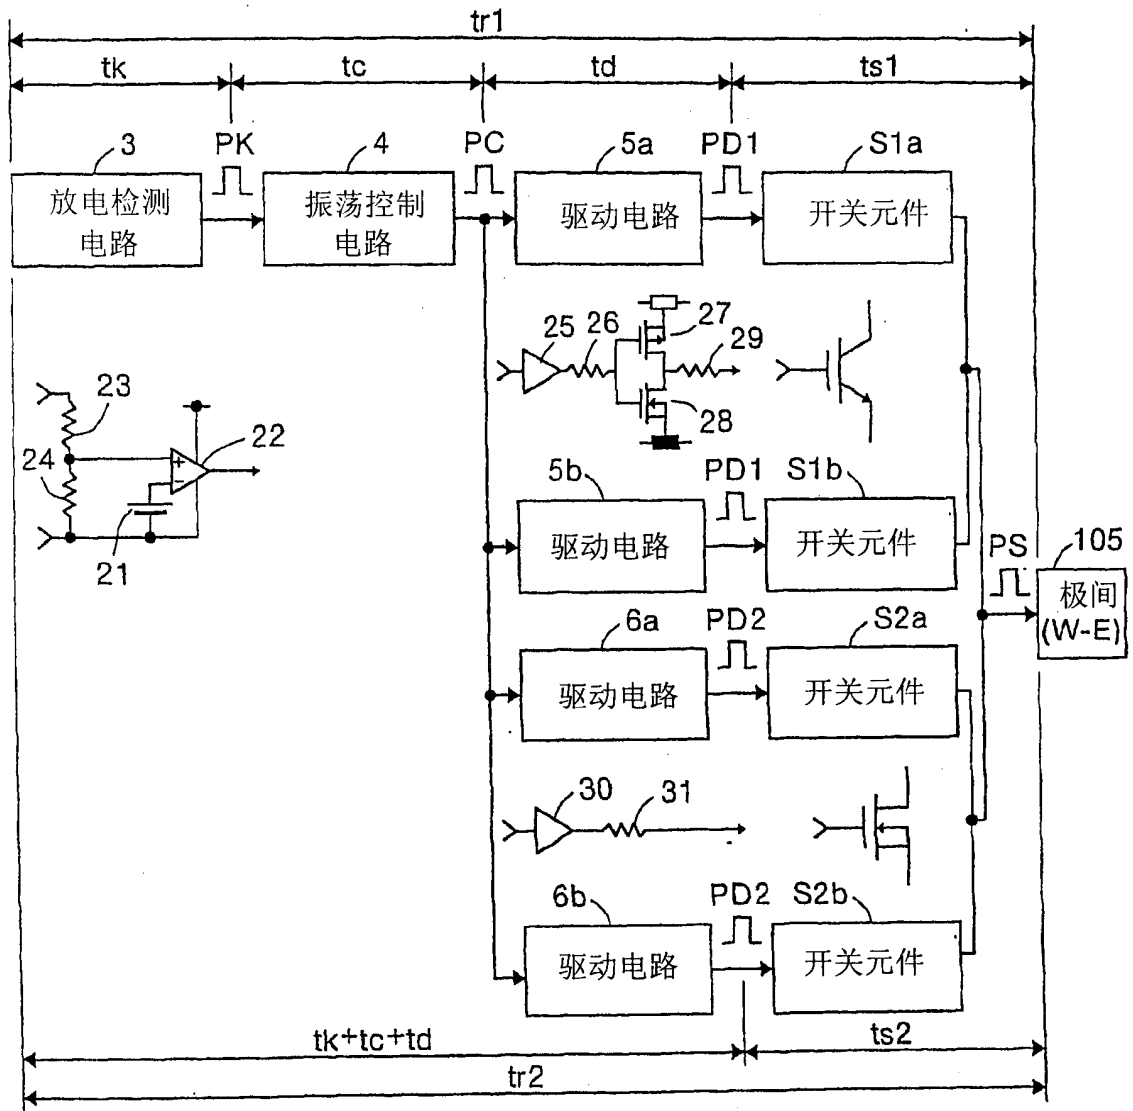 tr1
tk
tc
td
ts1
3
PK
4
PC
5a
PD1
S1a
放电检测
电路
振荡控制
电路
驱动电路
开关元件
25
26
27
29
28
23
24
22
+
−
21
5b
PD1
S1b
驱动电路
开关元件
PS
105
极间
(W-E)
6a
PD2
S2a
驱动电路
开关元件
30
31
6b
PD2
S2b
驱动电路
开关元件
tk+tc+td
ts2
tr2